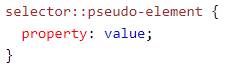 selector::pseudo-element {
  property: value;
}